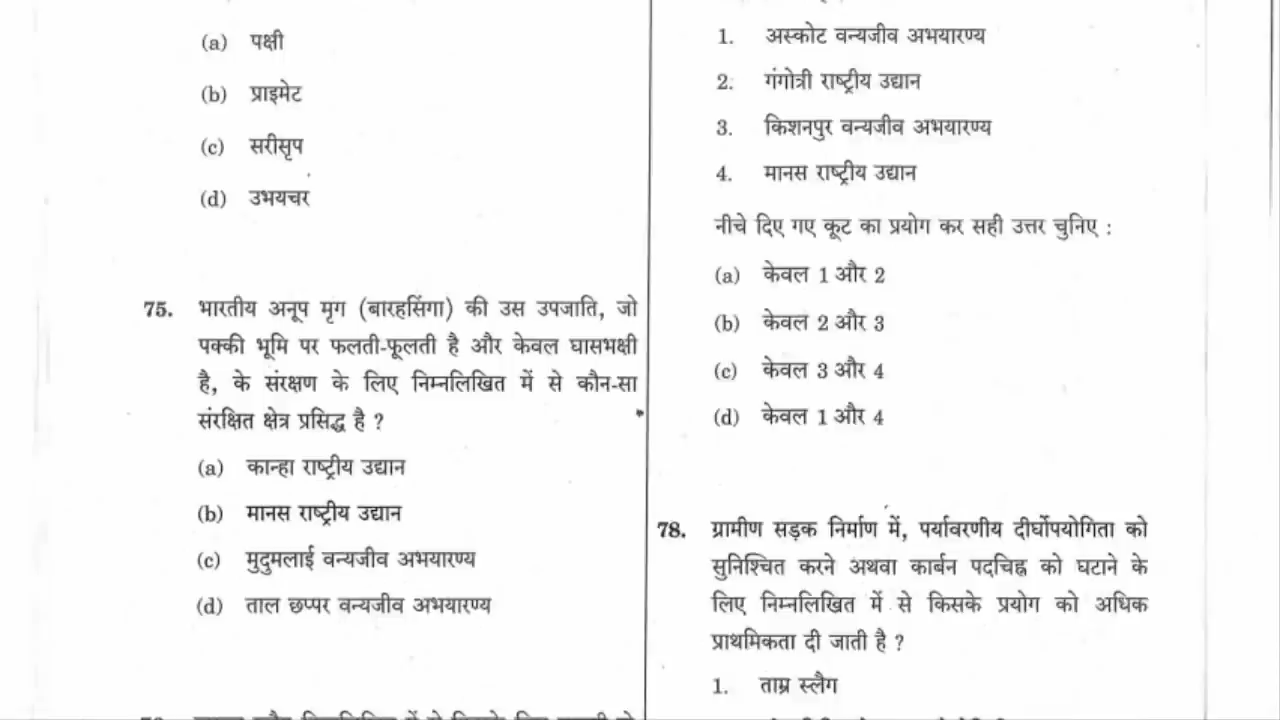 (a) पक्षी
(b) प्राइमेट
(c) सरीसृप
(d) उभयचर
75. भारतीय अनूप मृग (बारहसिंगा) की उस उपजाति, जो
पक्की भूमि पर फलती-फूलती है और केवल घासभक्षी
है, के संरक्षण के लिए निम्नलिखित में से कौन-सा
संरक्षित क्षेत्र प्रसिद्ध है ?
(a) कान्हा राष्ट्रीय उद्यान
(b) मानस राष्ट्रीय उद्यान
(c) मुदुमलाई वन्यजीव अभयारण्य
(d) ताल छप्पर वन्यजीव अभयारण्य
1. अस्कोट वन्यजीव अभयारण्य
2. गंगोत्री राष्ट्रीय उद्यान
3. किशनपुर वन्यजीव अभयारण्य
4. मानस राष्ट्रीय उद्यान
नीचे दिए गए कूट का प्रयोग कर सही उत्तर चुनिए :
(a) केवल 1 और 2
(b) केवल 2 और 3
(c) केवल 3 और 4
(d) केवल 1 और 4
78. ग्रामीण सड़क निर्माण में, पर्यावरणीय दीर्घोपयोगिता को
सुनिश्चित करने अथवा कार्बन पदचिह्न को घटाने के
लिए निम्नलिखित में से किसके प्रयोग को अधिक
प्राथमिकता दी जाती है ?
1. ताम्र स्लैग